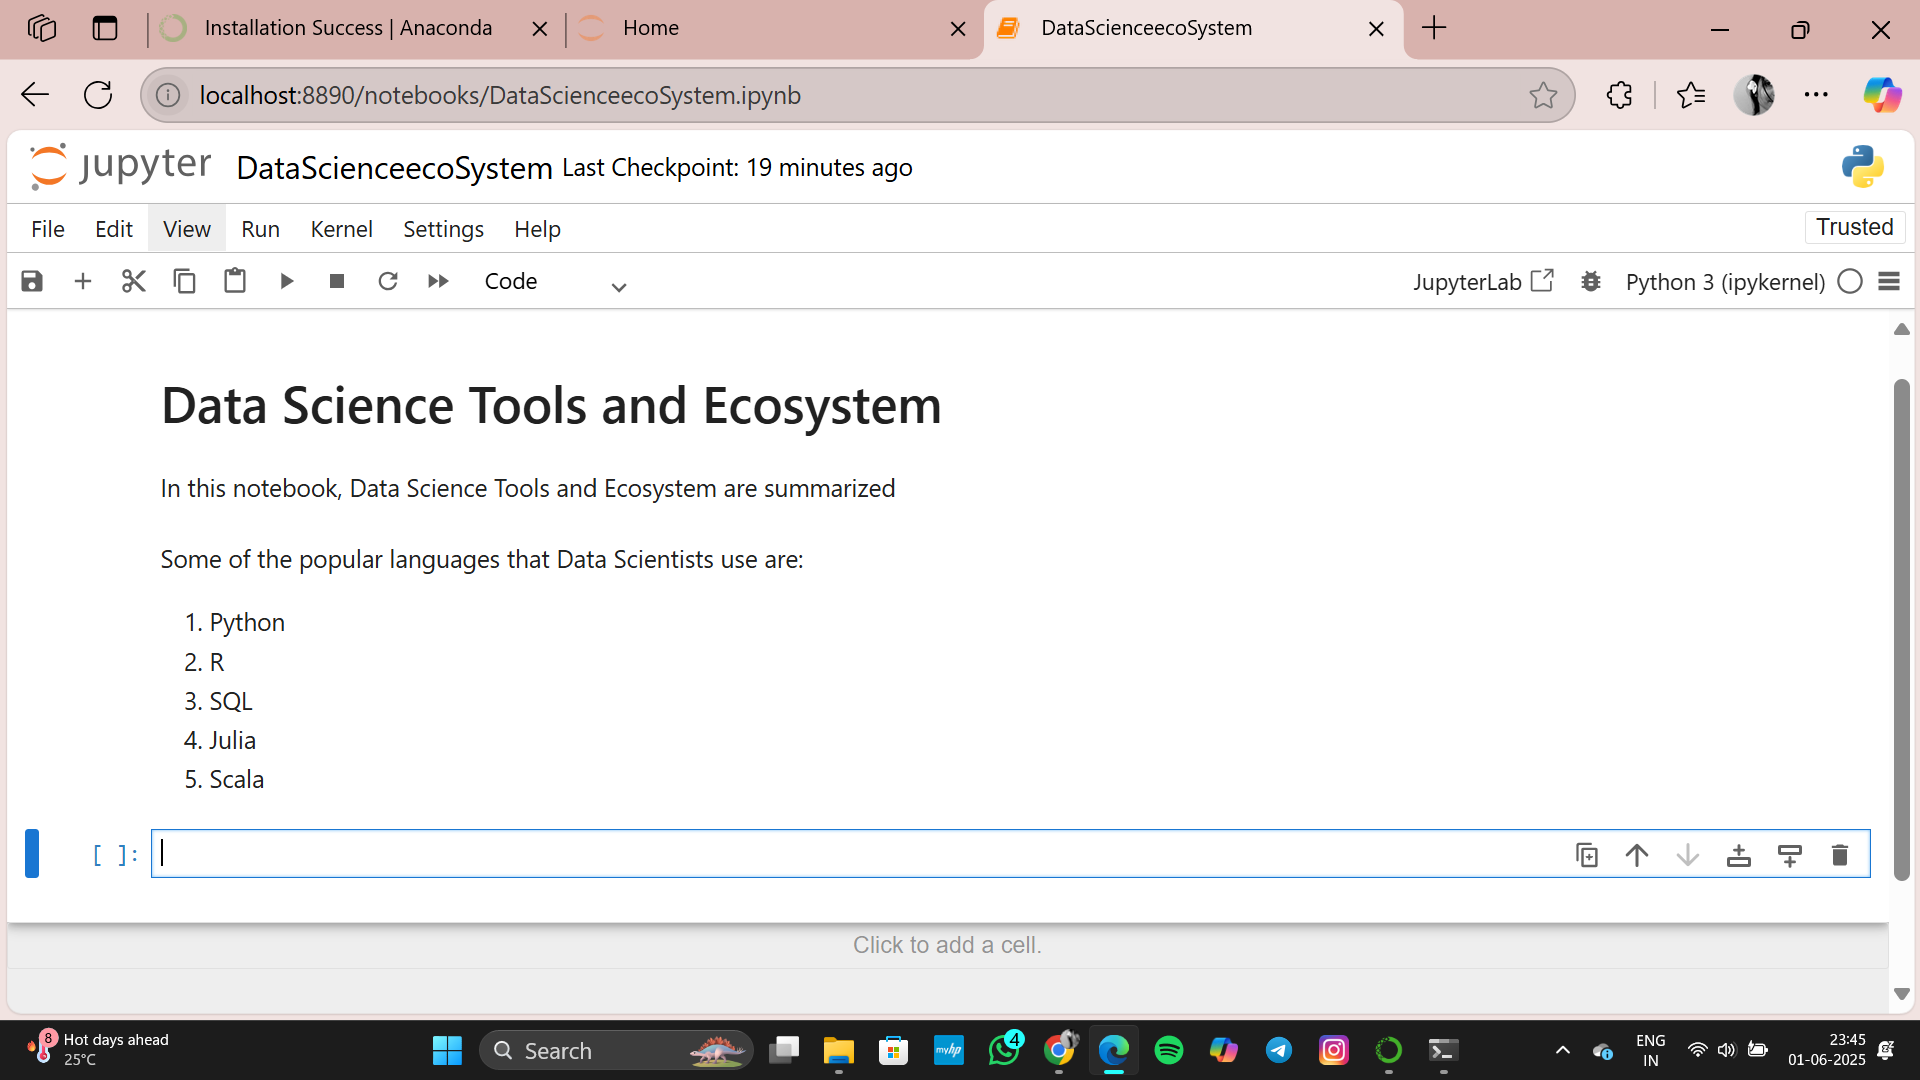 Installation Success | Anaconda
Home
DataScienceecoSystem
localhost:8890/notebooks/DataScienceecoSystem.ipynb
jupyter DataScienceecoSystem Last Checkpoint: 19 minutes ago
File Edit View Run Kernel Settings Help
Trusted
Code
JupyterLab
Python 3 (ipykernel)
Data Science Tools and Ecosystem
In this notebook, Data Science Tools and Ecosystem are summarized
Some of the popular languages that Data Scientists use are:
1. Python
2. R
3. SQL
4. Julia
5. Scala
[ ]:
Click to add a cell.
8
Hot days ahead
25°C
Search
myhp
4
ENG
IN
23:45
01-06-2025